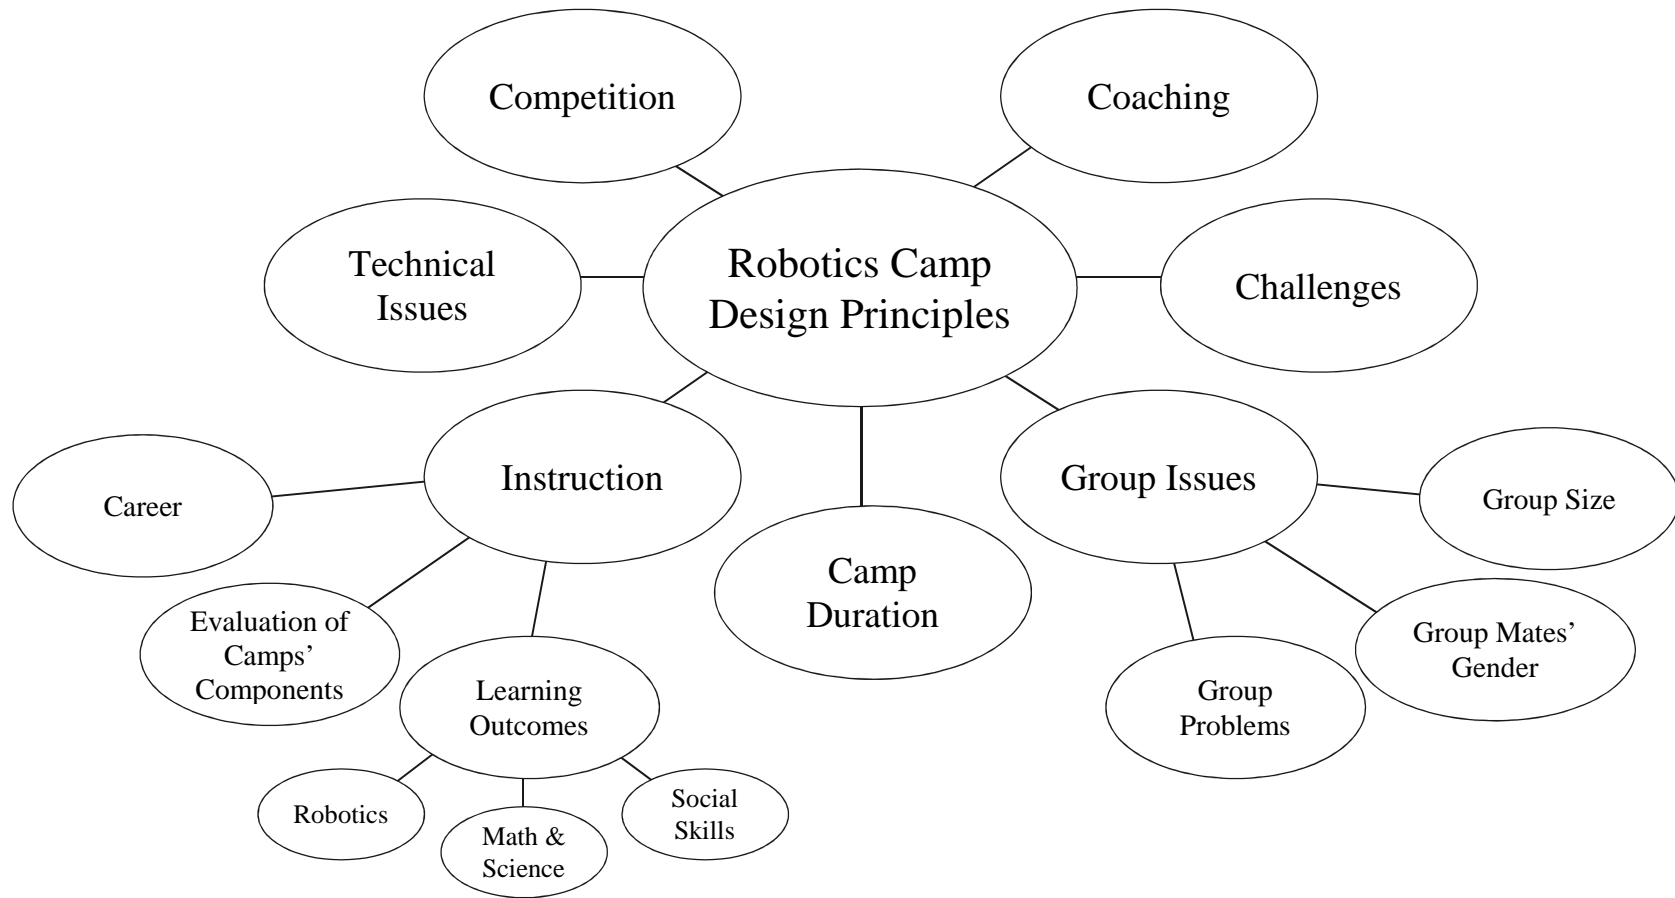 Competition
Coaching
Technical
Issues
Robotics Camp
Design Principles
Challenges
Career
Instruction
Group Issues
Group Size
Evaluation of
Camps’
Components
Camp
Duration
Group Mates’
Gender
Learning
Outcomes
Group
Problems
Robotics
Math &
Science
Social
Skills